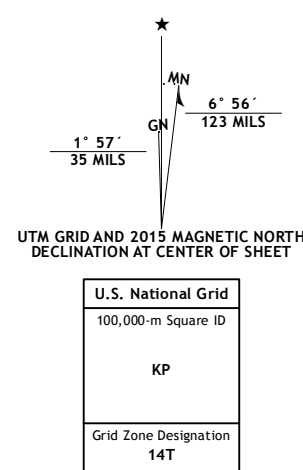 ★
MN
GN
6° 56´
123 MILS
1° 57´
35 MILS
UTM GRID AND 2015 MAGNETIC NORTH
DECLINATION AT CENTER OF SHEET
U.S. National Grid
100,000-m Square ID
KP
Grid Zone Designation
14T